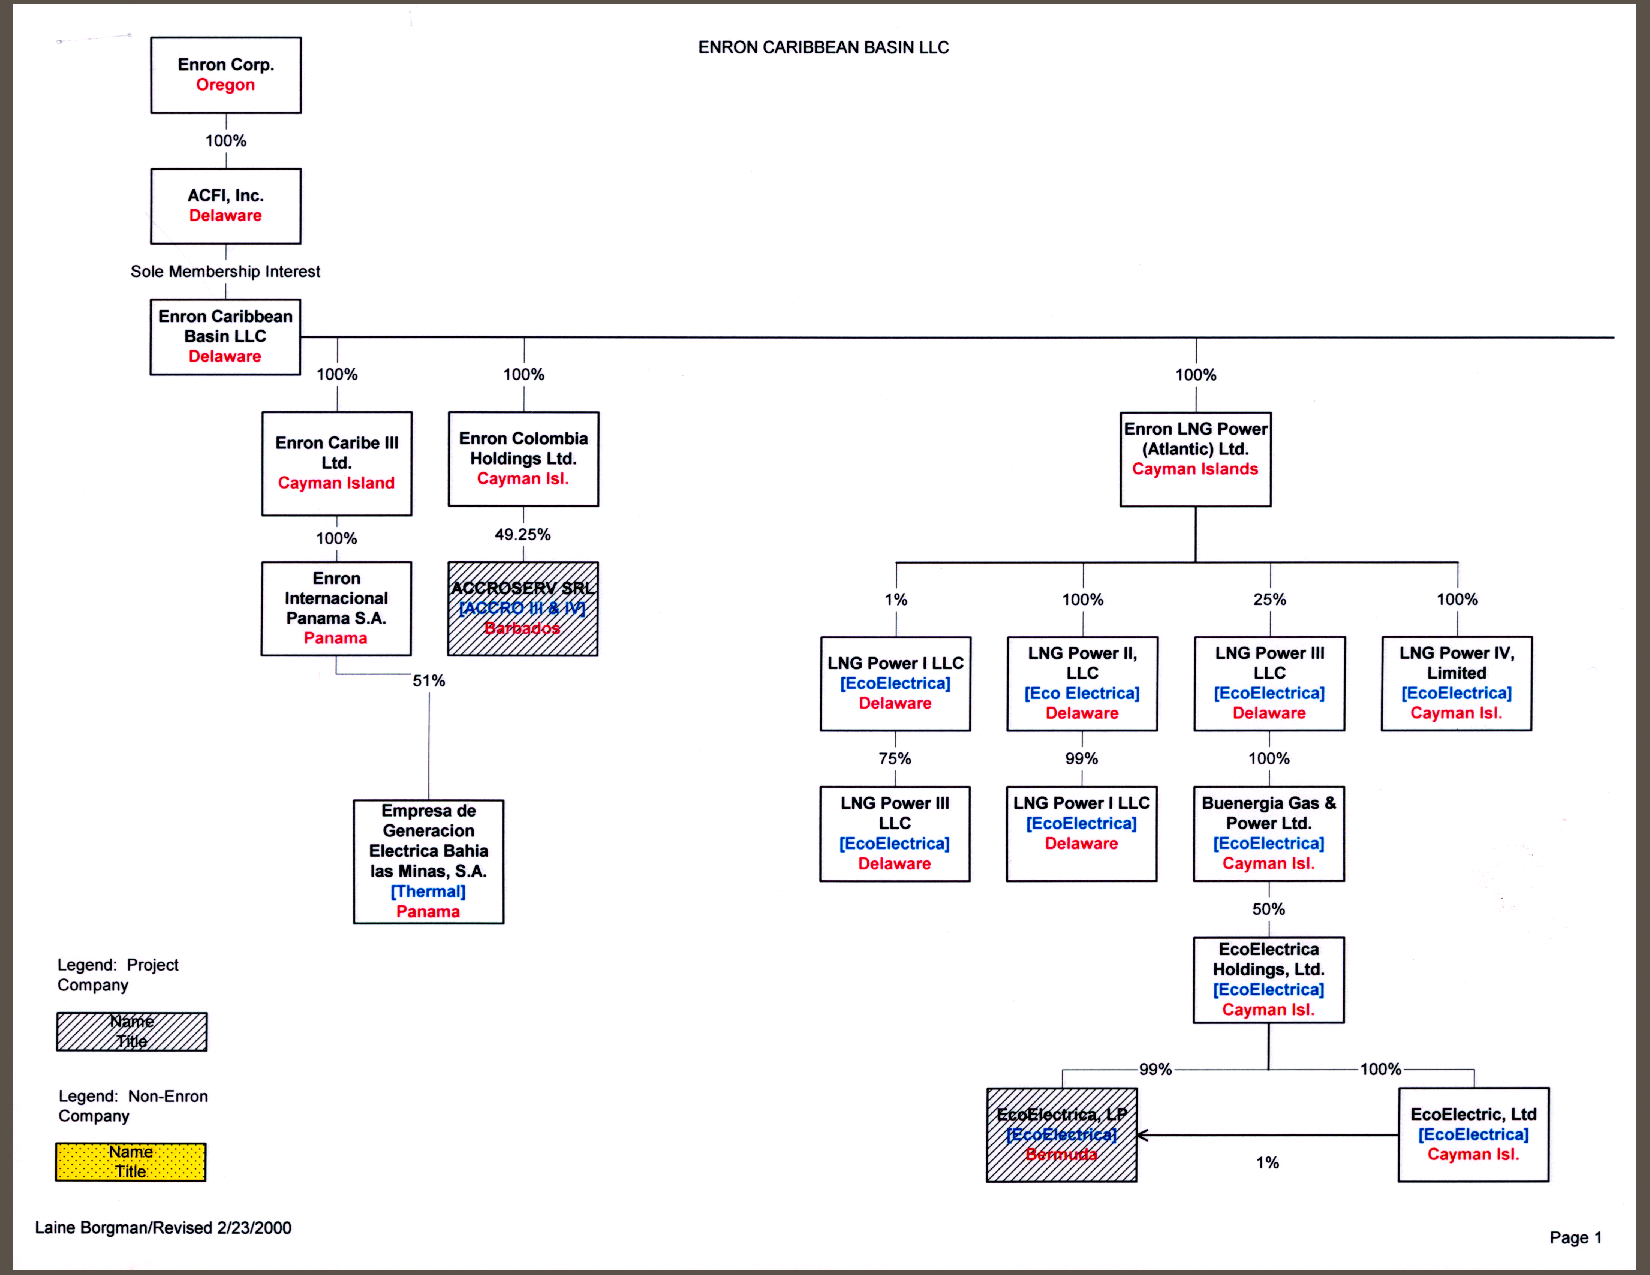 ENRON CARIBBEAN BASIN LLC
Enron Corp.
Oregon
100%
ACFI, Inc.
Delaware
Sole Membership Interest
Enron Caribbean
Basin LLC
Delaware
100%
100%
100%
Enron Caribe III
Ltd.
Cayman Island
Enron Colombia
Holdings Ltd.
Cayman Isl.
Enron LNG Power
(Atlantic) Ltd.
Cayman Islands
100%
49.25%
Enron
Internacional
Panama S.A.
Panama
ACCROSERV SRL
[ACCRO III & IV]
Barbados
1%
100%
25%
100%
LNG Power I LLC
[EcoElectrica]
Delaware
LNG Power II,
LLC
[Eco Electrica]
Delaware
LNG Power III
LLC
[EcoElectrica]
Delaware
LNG Power IV,
Limited
[EcoElectrica]
Cayman Isl.
51%
75%
99%
100%
Empresa de
Generacion
Electrica Bahia
las Minas, S.A.
[Thermal]
Panama
LNG Power III
LLC
[EcoElectrica]
Delaware
LNG Power I LLC
[EcoElectrica]
Delaware
Buenergia Gas &
Power Ltd.
[EcoElectrica]
Cayman Isl.
50%
EcoElectrica
Holdings, Ltd.
[EcoElectrica]
Cayman Isl.
99%
100%
EcoElectrica, LP
[EcoElectrica]
Bermuda
EcoElectric, Ltd
[EcoElectrica]
Cayman Isl.
1%
Legend: Project
Company
Name
Title
Legend: Non-Enron
Company
Name
Title
Laine Borgman/Revised 2/23/2000
Page 1